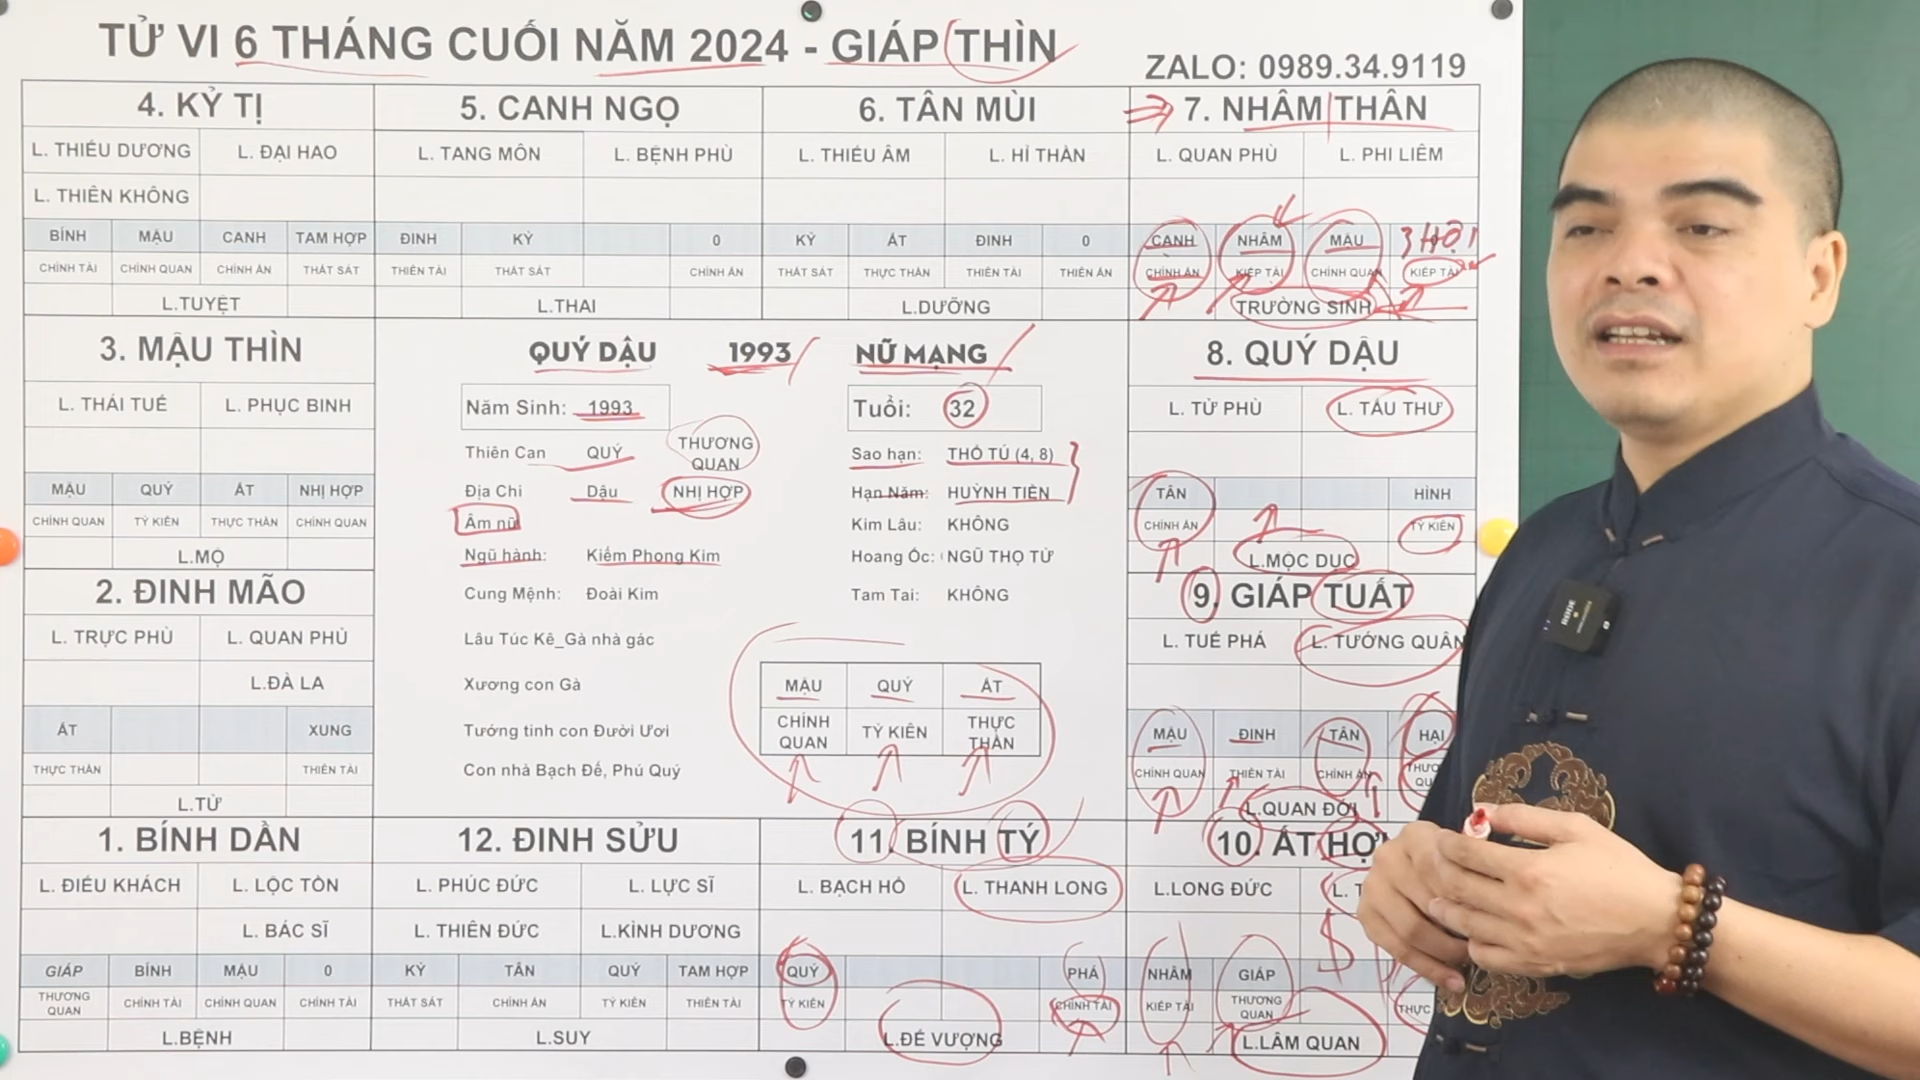 TỬ VI 6 THÁNG CUỐI NĂM 2024 - GIÁP THÌN
ZALO: 0989.34.9119
4. KỶ TỊ
L. THIẾU DƯƠNG L. ĐẠI HAO
L. THIÊN KHÔNG
BÍNH MẬU CANH TAM HỢP
CHÍNH TÀI CHÍNH QUAN CHÍNH ẤN THẤT SÁT
L.TUYỆT
5. CANH NGỌ
L. TANG MÔN L. BỆNH PHÙ
ĐINH KỶ 0
THIÊN TÀI THẤT SÁT CHÍNH ẤN
L.THAI
6. TÂN MÙI
L. THIẾU ÂM L. HỈ THẦN
KỶ ẤT ĐINH 0
THẤT SÁT THỰC THẦN THIÊN TÀI THIÊN ẤN
L.DƯỠNG
7. NHÂM THÂN
L. QUAN PHÙ L. PHI LIÊM
CANH NHÂM MẬU 3 HỘI
CHÍNH ẤN KIẾP TÀI CHÍNH QUAN KIẾP TÀI
TRƯỜNG SINH
3. MẬU THÌN
L. THÁI TUẾ L. PHỤC BINH
MẬU QUÝ ẤT NHỊ HỢP
CHÍNH QUAN TỶ KIÊN THỰC THẦN CHÍNH QUAN
L.MỘ
QUÝ DẬU 1993 NỮ MẠNG
Năm Sinh: 1993 Tuổi: 32
Thiên Can QUÝ THƯƠNG QUAN
Sao hạn: THỔ TÚ (4, 8)
Địa Chi Dậu NHỊ HỢP
Hạn Năm: HUỲNH TIỀN
Âm nữ Kim Lâu: KHÔNG
Ngũ hành: Kiếm Phong Kim Hoang Ốc: NGŨ THỌ TỬ
Cung Mệnh: Đoài Kim Tam Tai: KHÔNG
Lâu Túc Kê_Gà nhà gác
Xương con Gà
Tướng tinh con Đười Ươi
Con nhà Bạch Đế, Phú Quý
MẬU QUÝ ẤT
CHÍNH QUAN TỶ KIÊN THỰC THẦN
8. QUÝ DẬU
L. TỬ PHÙ L. TẤU THƯ
TÂN HÌNH
CHÍNH ẤN TỶ KIÊN
L.MỘC DỤC
2. ĐINH MÃO
L. TRỰC PHÙ L. QUAN PHỦ
L.ĐÀ LA
ẤT XUNG
THỰC THẦN THIÊN TÀI
L.TỬ
9. GIÁP TUẤT
L. TUẾ PHÁ L. TƯỚNG QUÂN
MẬU ĐINH TÂN HẠI
CHÍNH QUAN THIÊN TÀI CHÍNH ẤN
L.QUAN ĐỚI
1. BÍNH DẦN
L. ĐIẾU KHÁCH L. LỘC TỒN
L. BÁC SĨ
GIÁP BÍNH MẬU 0
THƯƠNG QUAN CHÍNH TÀI CHÍNH QUAN CHÍNH TÀI
L.BỆNH
12. ĐINH SỬU
L. PHÚC ĐỨC L. LỰC SĨ
L. THIÊN ĐỨC L.KÌNH DƯƠNG
KỶ TÂN QUÝ TAM HỢP
THẤT SÁT CHÍNH ẤN TỶ KIÊN THIÊN TÀI
L.SUY
11. BÍNH TÝ
L. BẠCH HỔ L. THANH LONG
QUÝ PHÁ
TỶ KIÊN CHÍNH TÀI
L.ĐẾ VƯỢNG
10. ẤT HỢI
L.LONG ĐỨC
$
NHÂM GIÁP
KIẾP TÀI THƯƠNG QUAN THỰC
L.LÂM QUAN
RODE